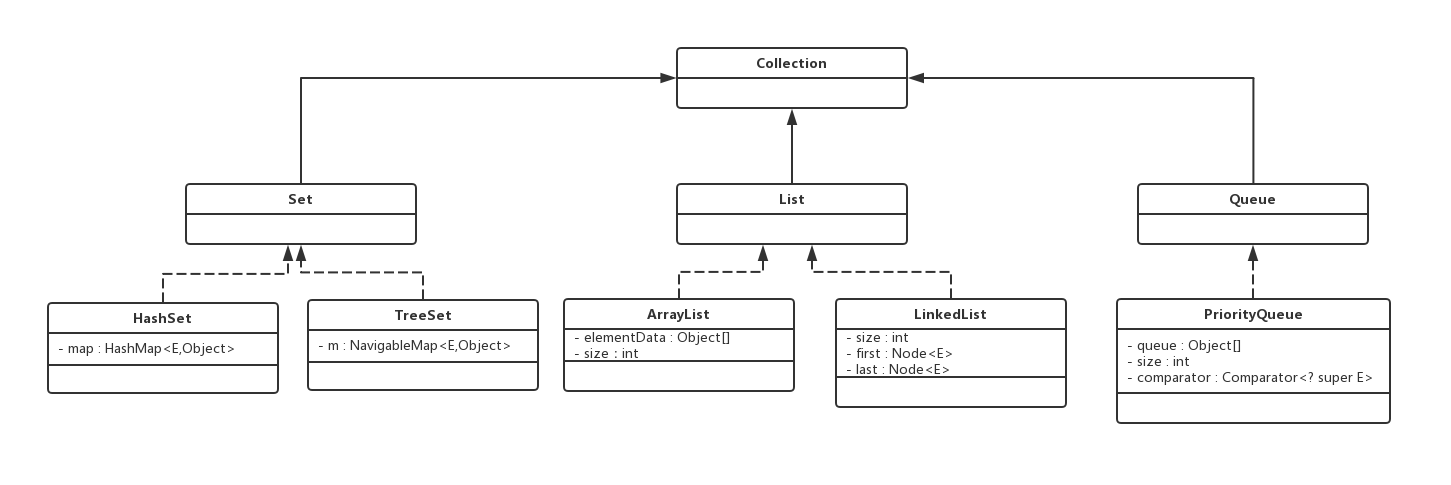 Collection
Set
List
Queue
HashSet
- map : HashMap<E,Object>
TreeSet
- m : NavigableMap<E,Object>
ArrayList
- elementData : Object[]
- size : int
LinkedList
- size : int
- first : Node<E>
- last : Node<E>
PriorityQueue
- queue : Object[]
- size : int
- comparator : Comparator<? super E>